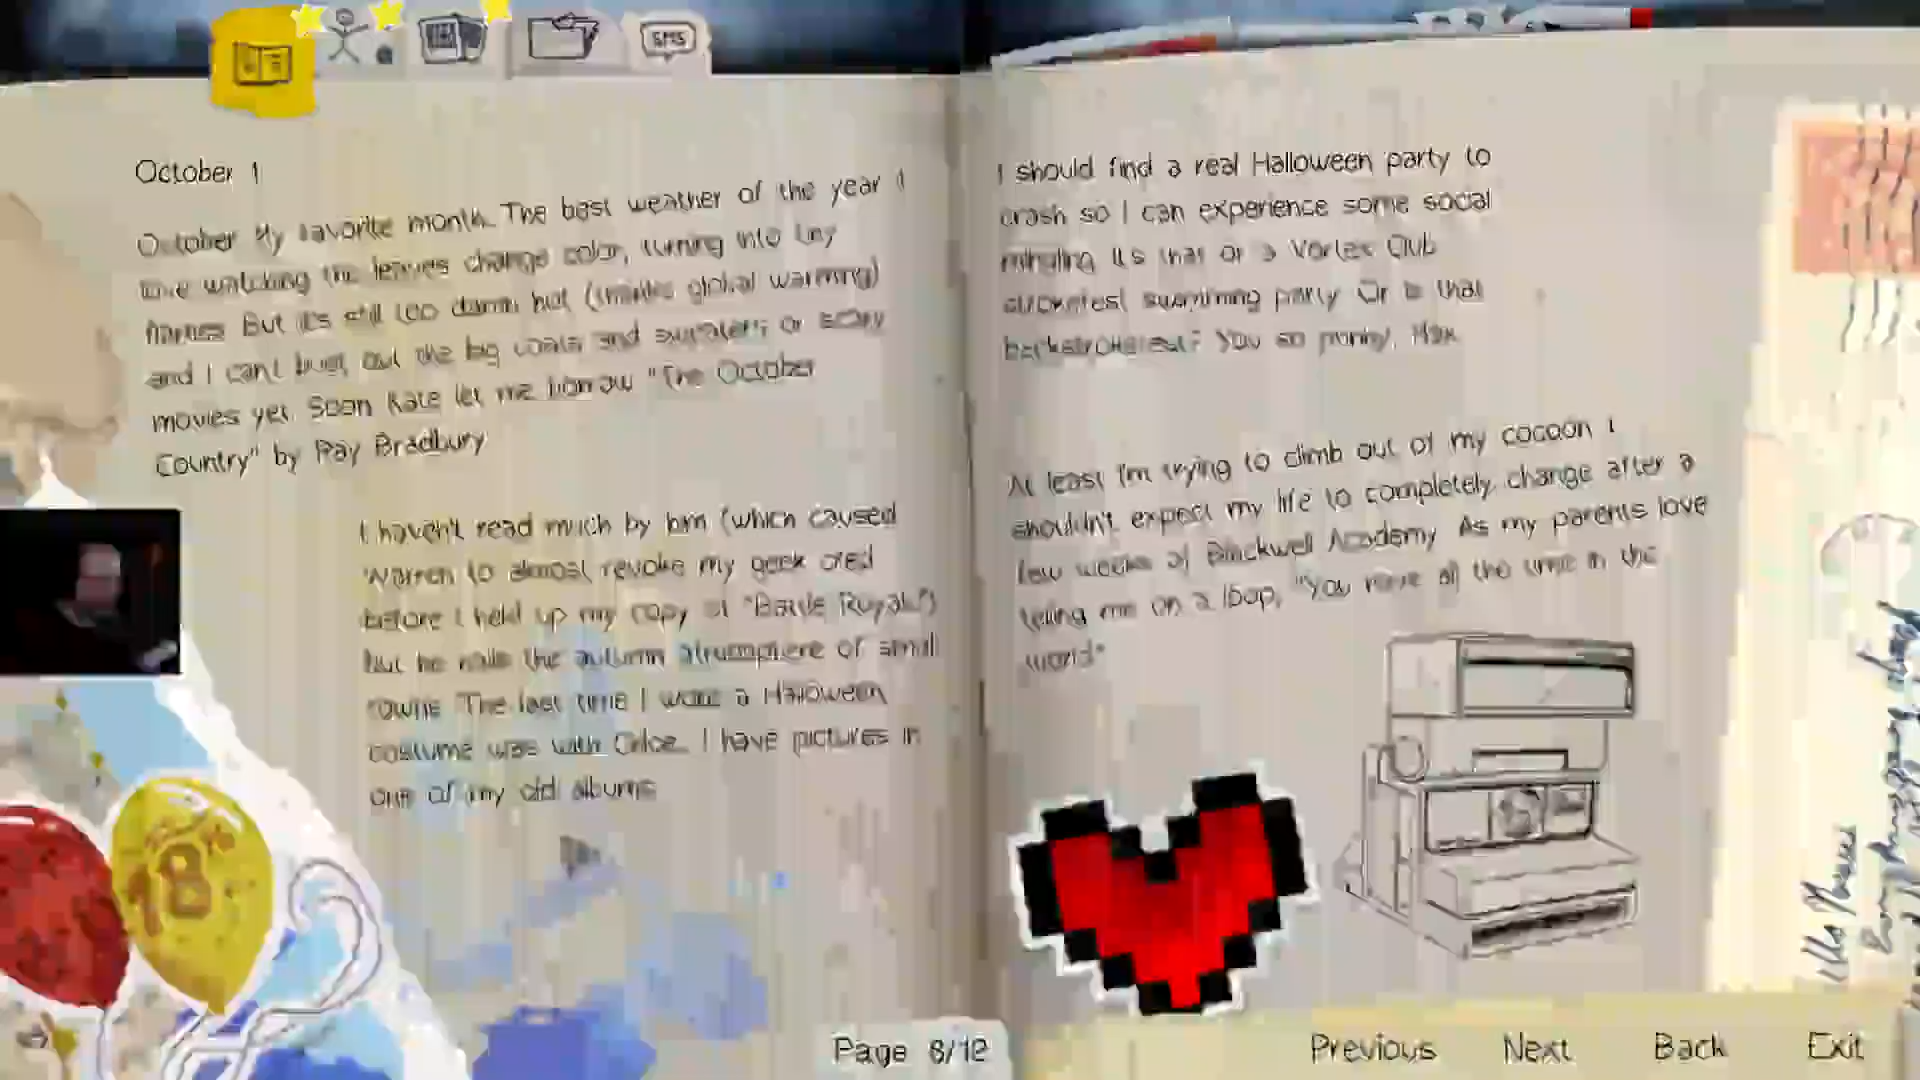 SMS
October 1
October My favorite month. The best weather of the year I
love watching the leaves change color, turning into tiny
flames But it's still too damn hot (thanks global warming)
and I can't bust out the big coats and sweaters or scary
movies yet. Soon Kate let me borrow "The October
Country" by Ray Bradbury
I haven't read much by him (which caused
Warren to almost revoke my geek cred
before I held up my copy of "Battle Royale")
but he nails the autumn atmosphere of small
towns The last time I wore a Halloween
costume was with Chloe. I have pictures in
one of my old albums
I should find a real Halloween party to
crash so I can experience some social
mingling It's that or a Vortex Club
swimming party Or is that
You so punny, Max
At least I'm trying to climb out of my cocoon I
shouldn't expect my life to completely change after a
few weeks of Blackwell Academy As my parents love
telling me on a loop, "You have all the time in the
world"
18
Page 8/12
Previous
Next
Back
Exit